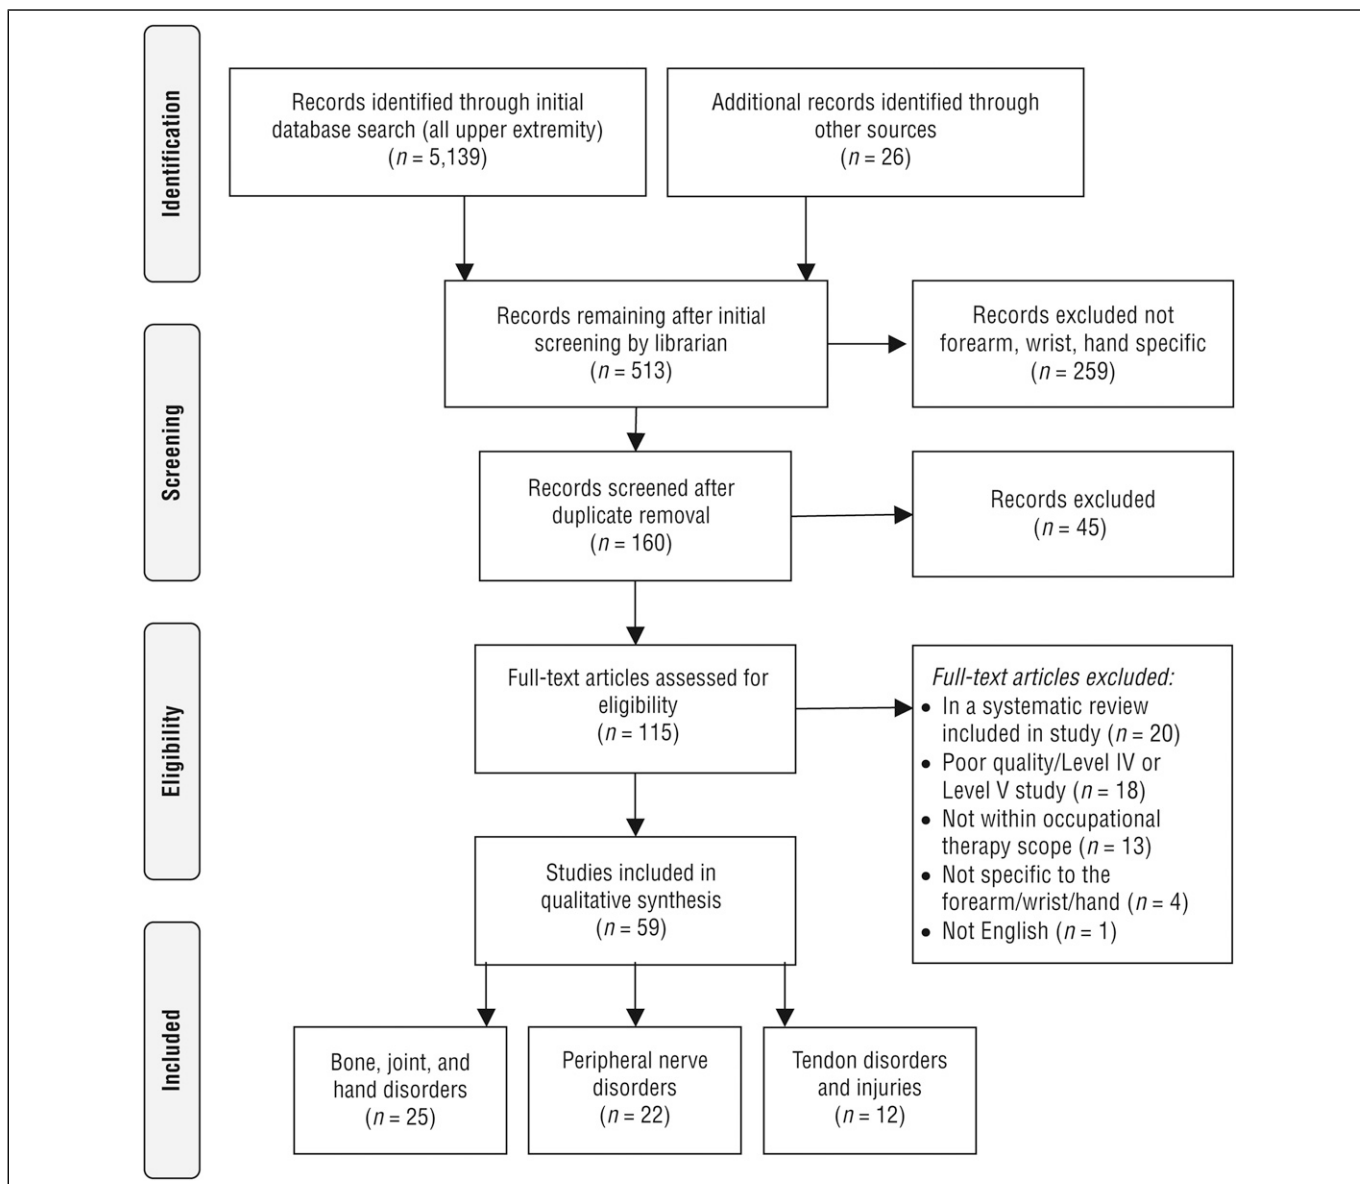 Identification
Records identified through initial
database search (all upper extremity)
(n = 5,139)
Additional records identified through
other sources
(n = 26)
Records remaining after initial
screening by librarian
(n = 513)
Records excluded not
forearm, wrist, hand specific
(n = 259)
Screening
Records screened after
duplicate removal
(n = 160)
Records excluded
(n = 45)
Eligibility
Full-text articles assessed for
eligibility
(n = 115)
Full-text articles excluded:
• In a systematic review
included in study (n = 20)
• Poor quality/Level IV or
Level V study (n = 18)
• Not within occupational
therapy scope (n = 13)
• Not specific to the
forearm/wrist/hand (n = 4)
• Not English (n = 1)
Studies included in
qualitative synthesis
(n = 59)
Included
Bone, joint, and
hand disorders
(n = 25)
Peripheral nerve
disorders
(n = 22)
Tendon disorders
and injuries
(n = 12)